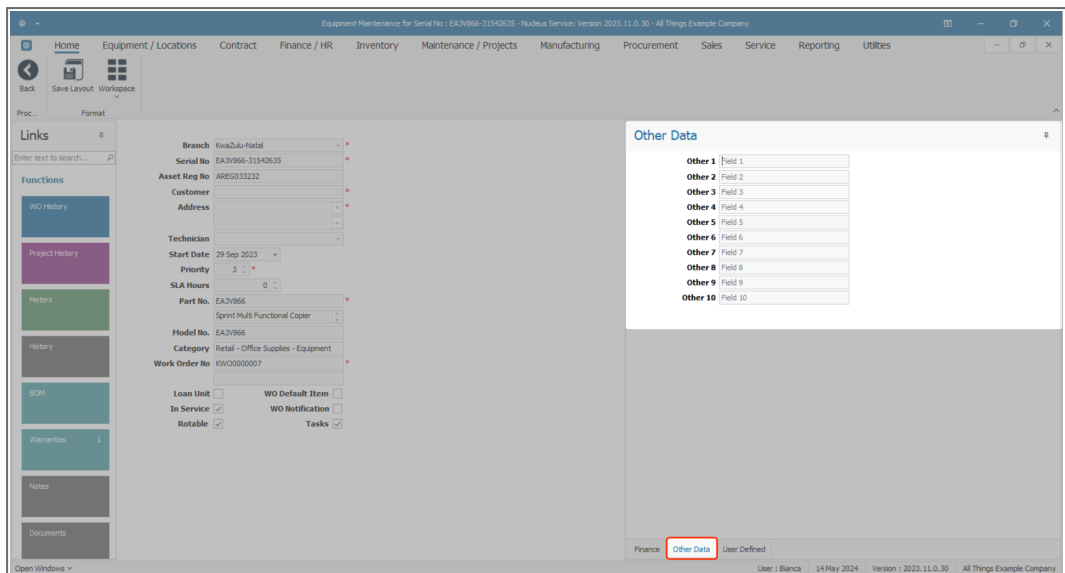 Equipment Maintenance for Serial No : EA3V866-31542635 - Nucleus Service: Version 2023.11.0.30 - All Things Example Company
Home Equipment / Locations Contract Finance / HR Inventory Maintenance / Projects Manufacturing Procurement Sales Service Reporting Utilities
Back Save Layout Workspace
Proc... Format
Links
Enter text to search...
Functions
WO History
Project History
Meters
History
BOM
Warranties 1
Notes
Documents
Branch KwaZulu-Natal *
Serial No EA3V866-31542635 *
Asset Reg No AREG033232
Customer *
Address *
Technician
Start Date 29 Sep 2023
Priority 3 *
SLA Hours 0
Part No. EA3V866 *
Sprint Multi Functional Copier
Model No. EA3V866
Category Retail - Office Supplies - Equipment
Work Order No KWO0000007 *
Loan Unit WO Default Item
In Service WO Notification
Rotable Tasks
Other Data
Other 1 Field 1
Other 2 Field 2
Other 3 Field 3
Other 4 Field 4
Other 5 Field 5
Other 6 Field 6
Other 7 Field 7
Other 8 Field 8
Other 9 Field 9
Other 10 Field 10
Finance Other Data User Defined
Open Windows User : Bianca 14 May 2024 Version : 2023.11.0.30 All Things Example Company